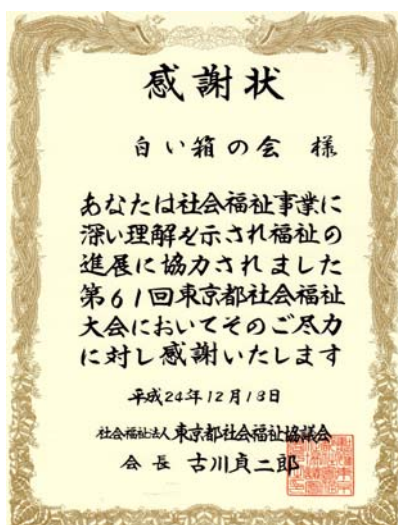 感謝状
白い箱の会 様
あなたは社会福祉事業に
深い理解を示され福祉の
進展に協力されました
第61回東京都社会福祉
大会においてそのご尽力
に対し感謝いたします
平成24年12月18日
社会福祉法人 東京都社会福祉協議会
会長 古川貞二郎